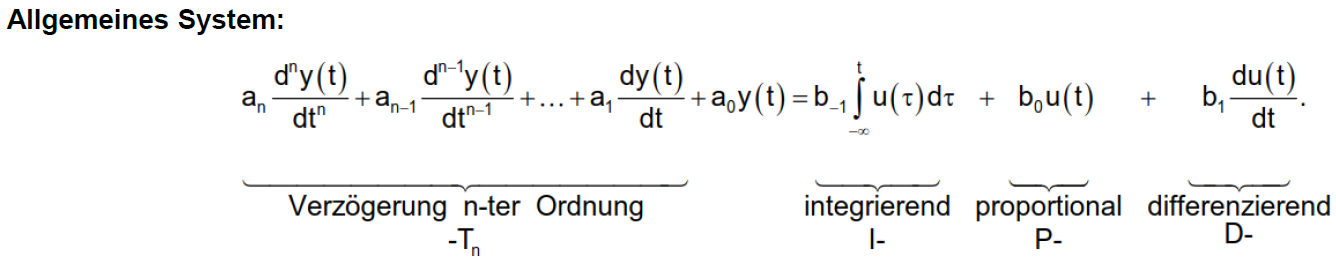 Allgemeines System:
aₙ dⁿy(t)/dtⁿ + aₙ₋₁ dⁿ⁻¹y(t)/dtⁿ⁻¹ + ... + a₁ dy(t)/dt + a₀y(t) = b₋₁ ∫₋∞ᵗ u(τ)dτ + b₀u(t) + b₁ du(t)/dt.
Verzögerung n-ter Ordnung integrierend proportional differenzierend
-Tₙ I- P- D-